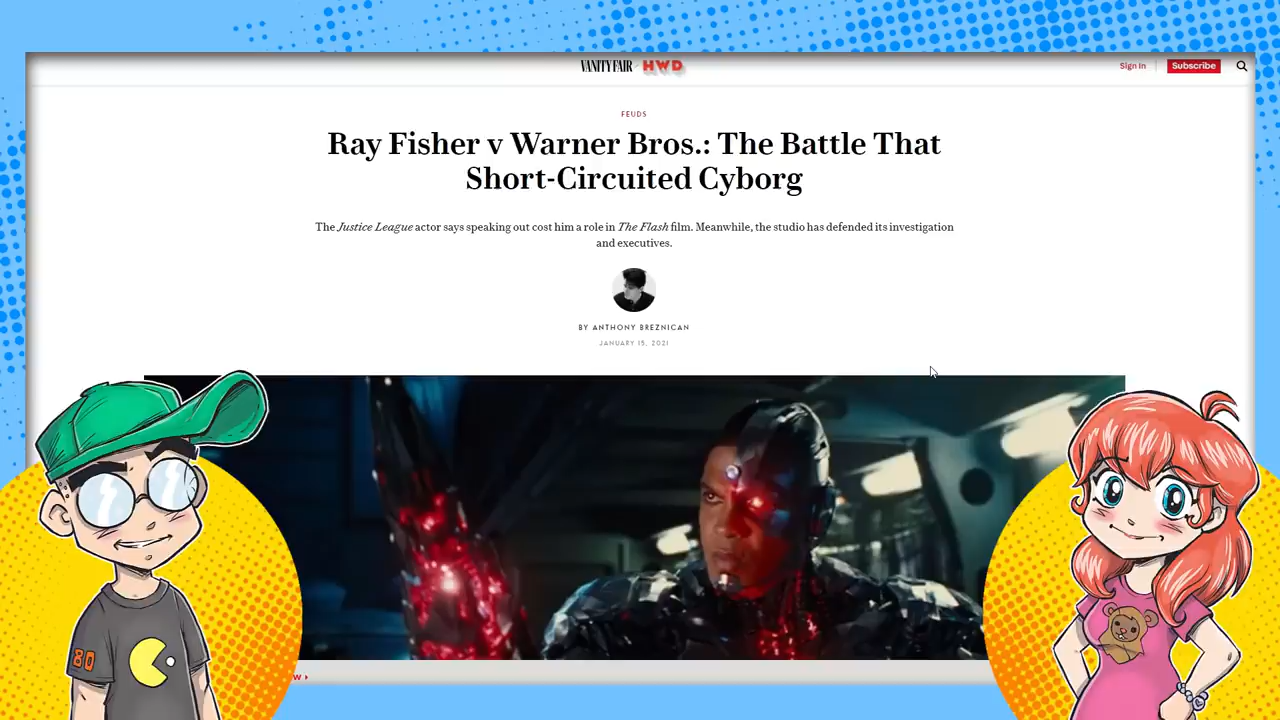 VANITY FAIR HWD
Sign In
Subscribe
FEUDS
Ray Fisher v Warner Bros.: The Battle That
Short-Circuited Cyborg
The Justice League actor says speaking out cost him a role in The Flash film. Meanwhile, the studio has defended its investigation
and executives.
BY ANTHONY BREZNICAN
JANUARY 15, 2021
80
W